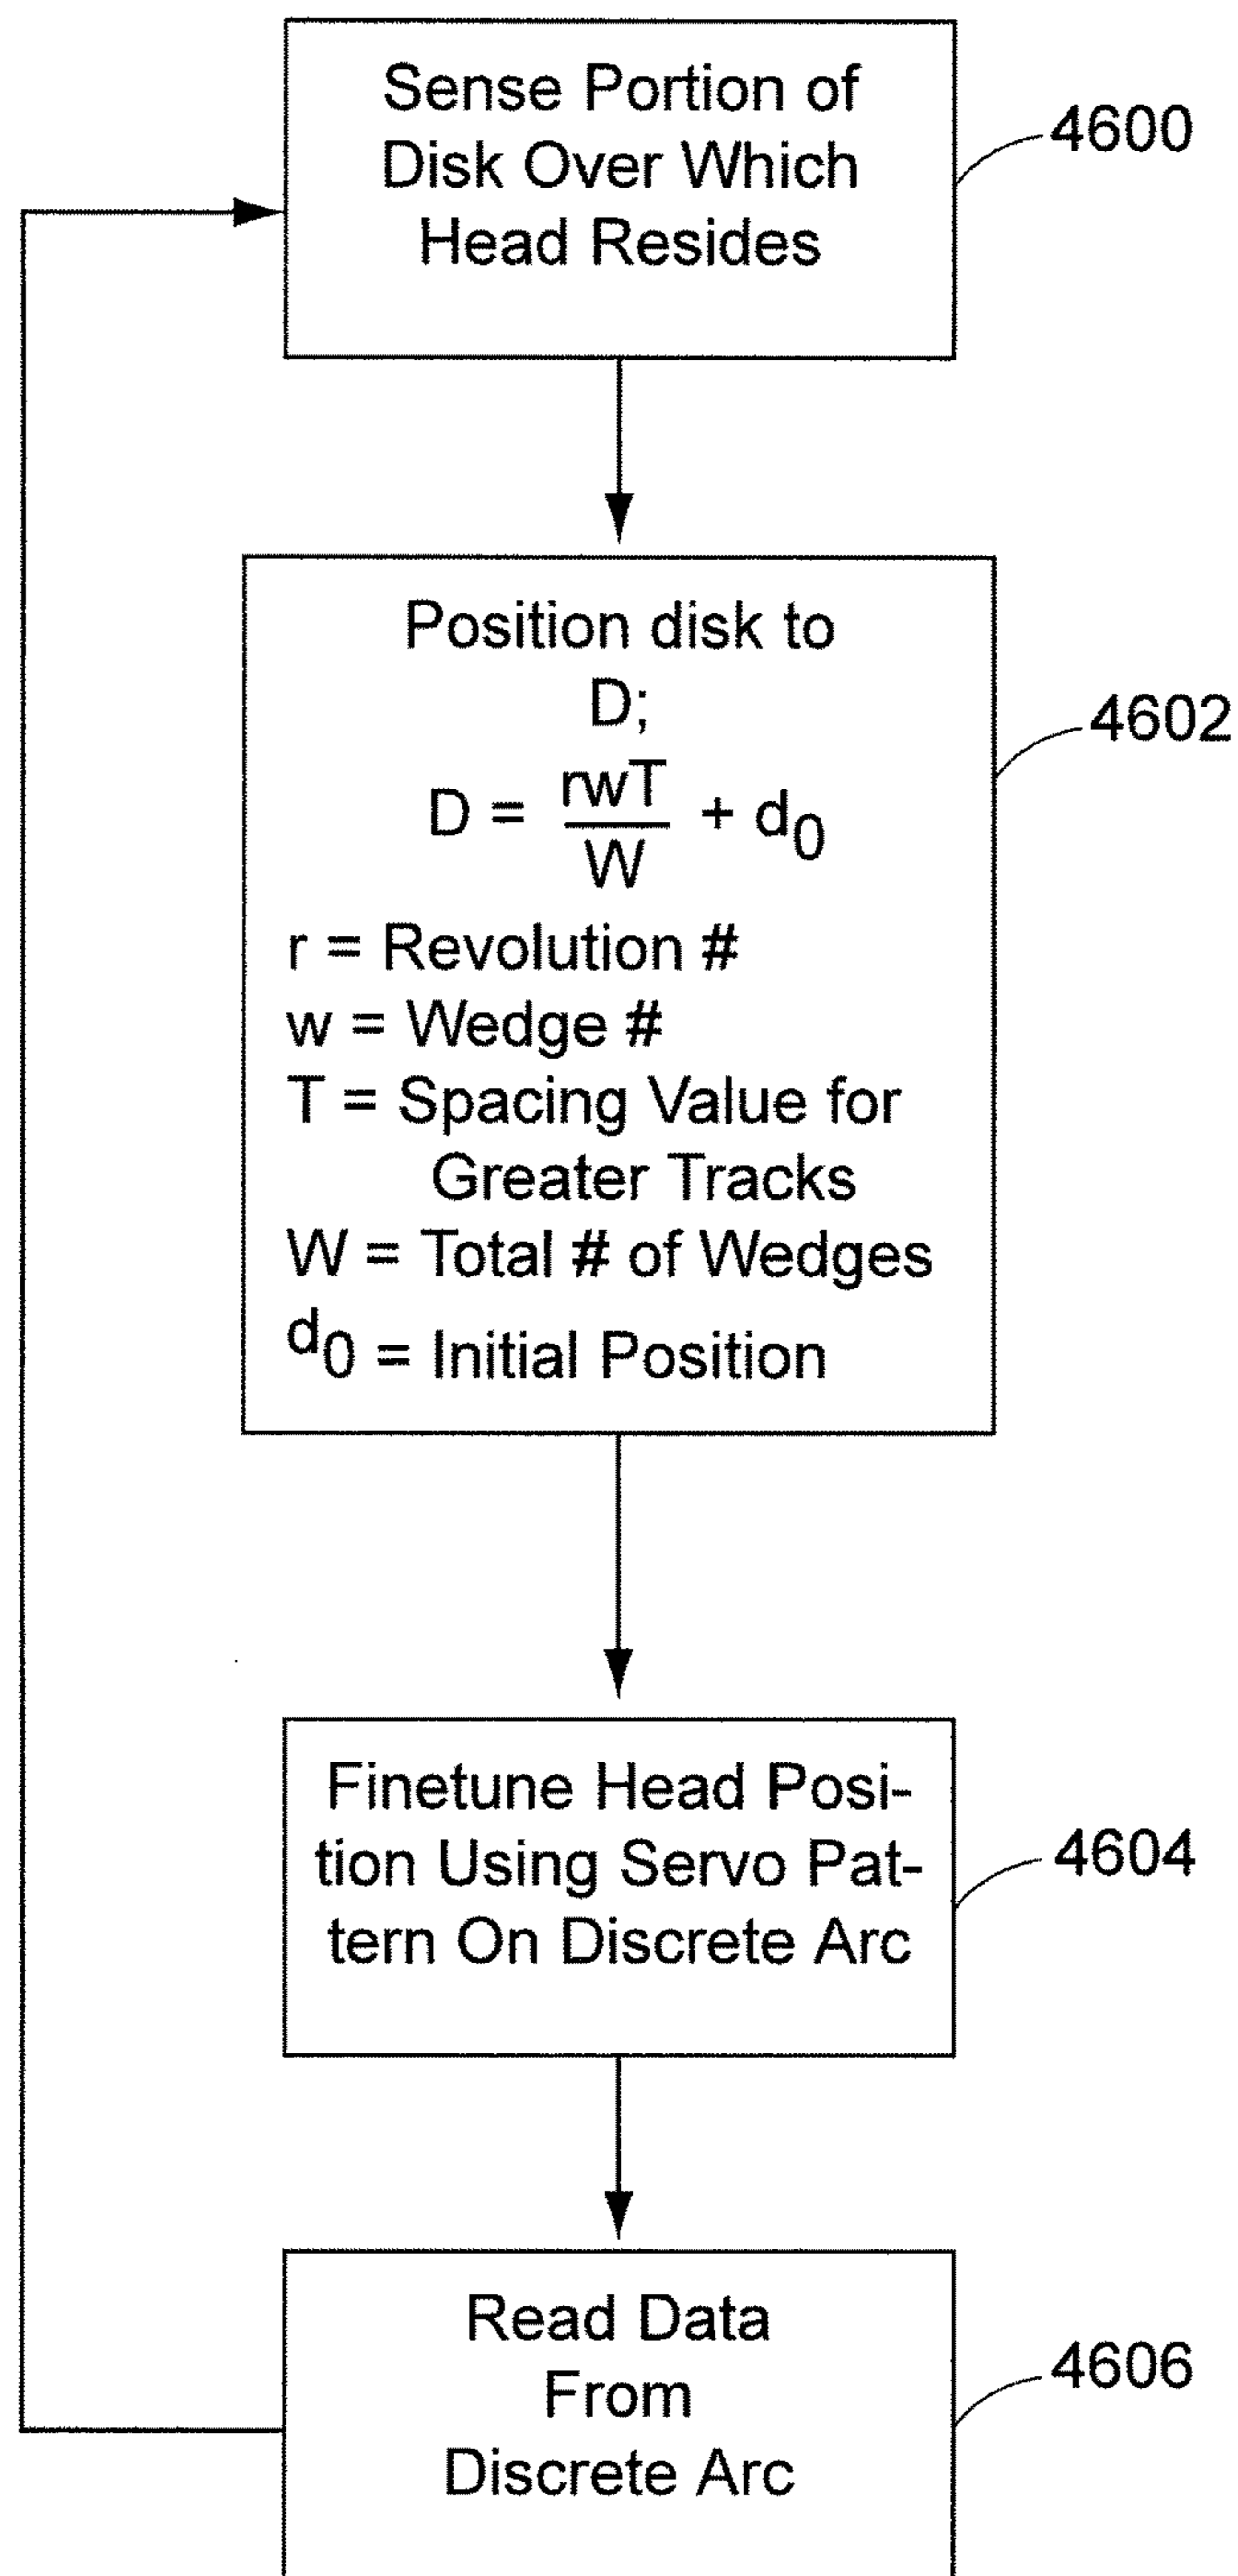 Sense Portion of
Disk Over Which
Head Resides
4600
Position disk to
D;
D = rwT/W + d₀
r = Revolution #
w = Wedge #
T = Spacing Value for
Greater Tracks
W = Total # of Wedges
d₀ = Initial Position
4602
Finetune Head Posi-
tion Using Servo Pat-
tern On Discrete Arc
4604
Read Data
From
Discrete Arc
4606